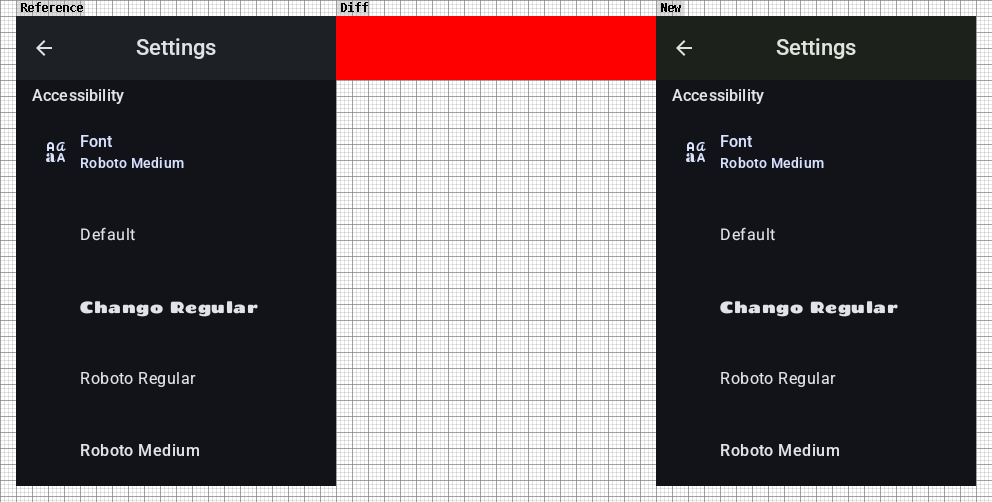 Reference
Settings
Accessibility
Font
Roboto Medium
Default
Chango Regular
Roboto Regular
Roboto Medium
Diff
New
Settings
Accessibility
Font
Roboto Medium
Default
Chango Regular
Roboto Regular
Roboto Medium